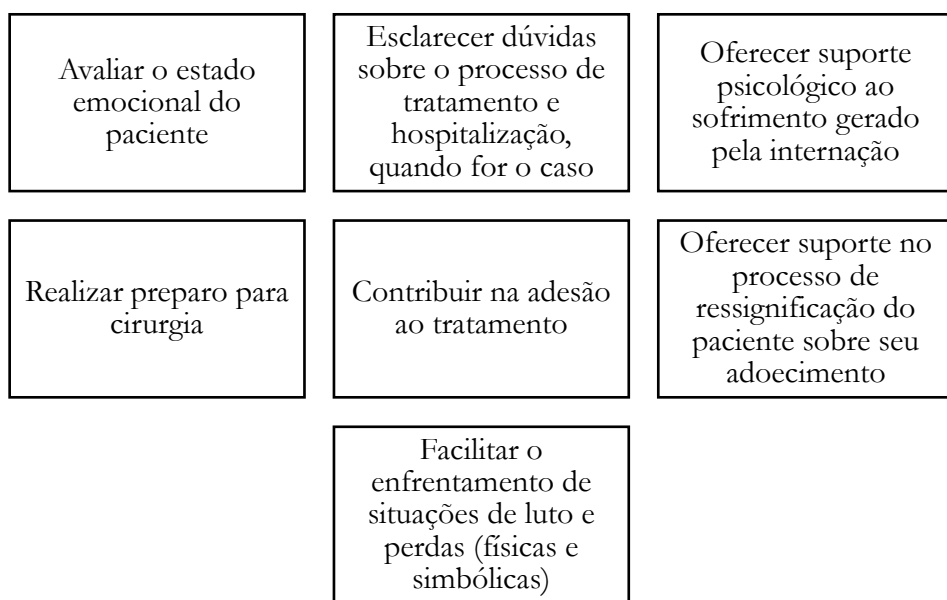 Avaliar o estado
emocional do
paciente
Esclarecer dúvidas
sobre o processo de
tratamento e
hospitalização,
quando for o caso
Oferecer suporte
psicológico ao
sofrimento gerado
pela internação
Realizar preparo para
cirurgia
Contribuir na adesão
ao tratamento
Oferecer suporte no
processo de
ressignificação do
paciente sobre seu
adoecimento
Facilitar o
enfrentamento de
situações de luto e
perdas (físicas e
simbólicas)